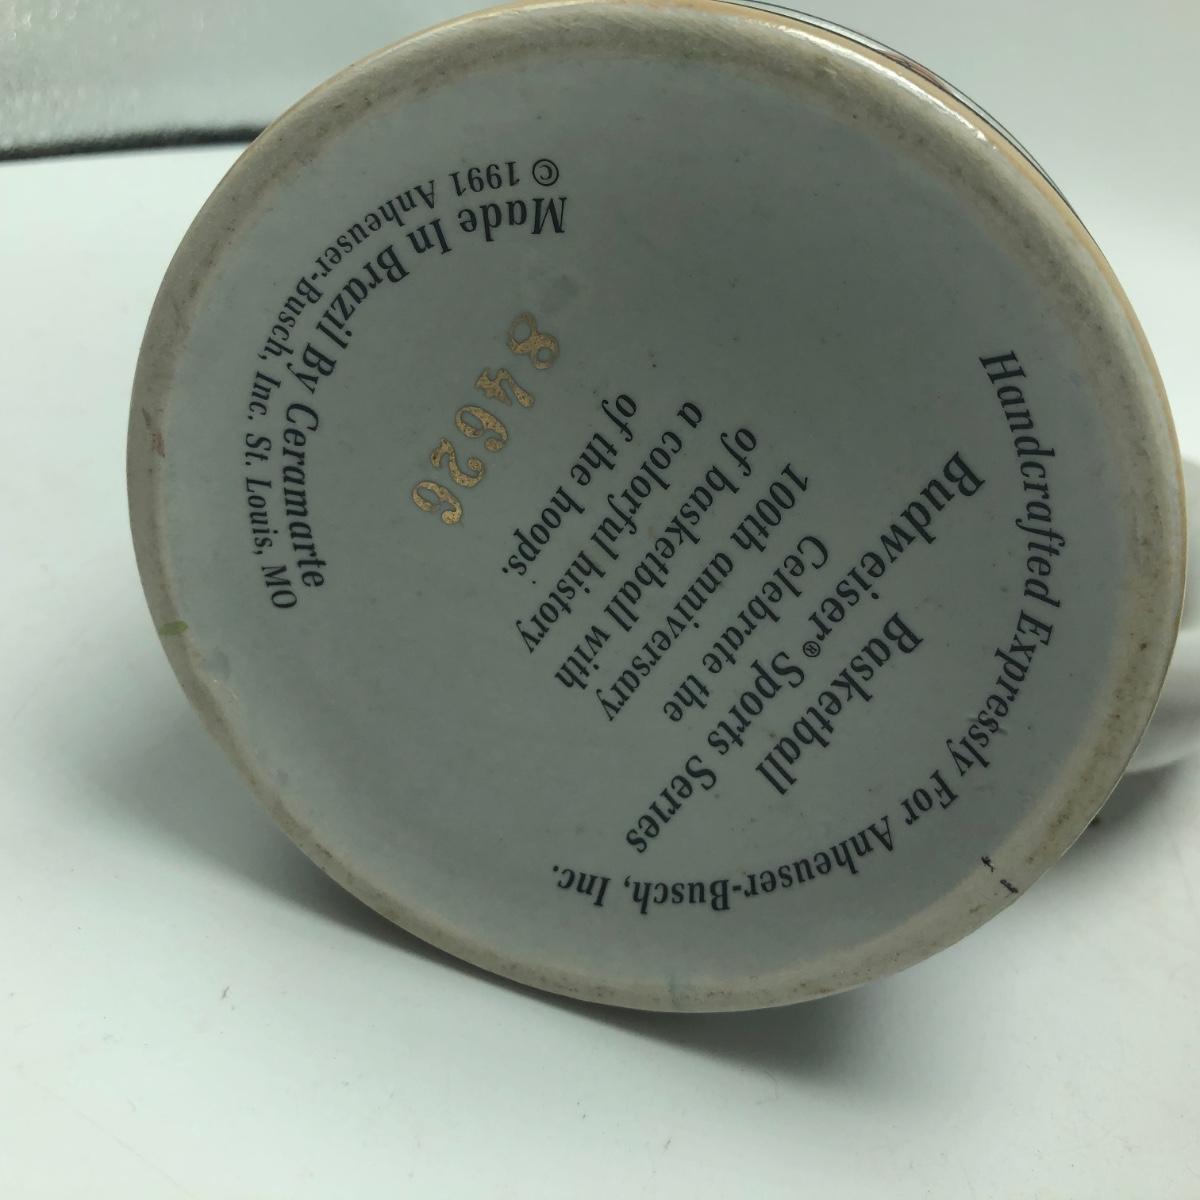 Handcrafted Expressly For Anheuser-Busch, Inc.
Budweiser® Sports Series
Basketball
Celebrate the
100th anniversary
of basketball with
a colorful history
of the hoops.
84626
Made In Brazil By Ceramarte
© 1991 Anheuser-Busch, Inc. St. Louis, MO